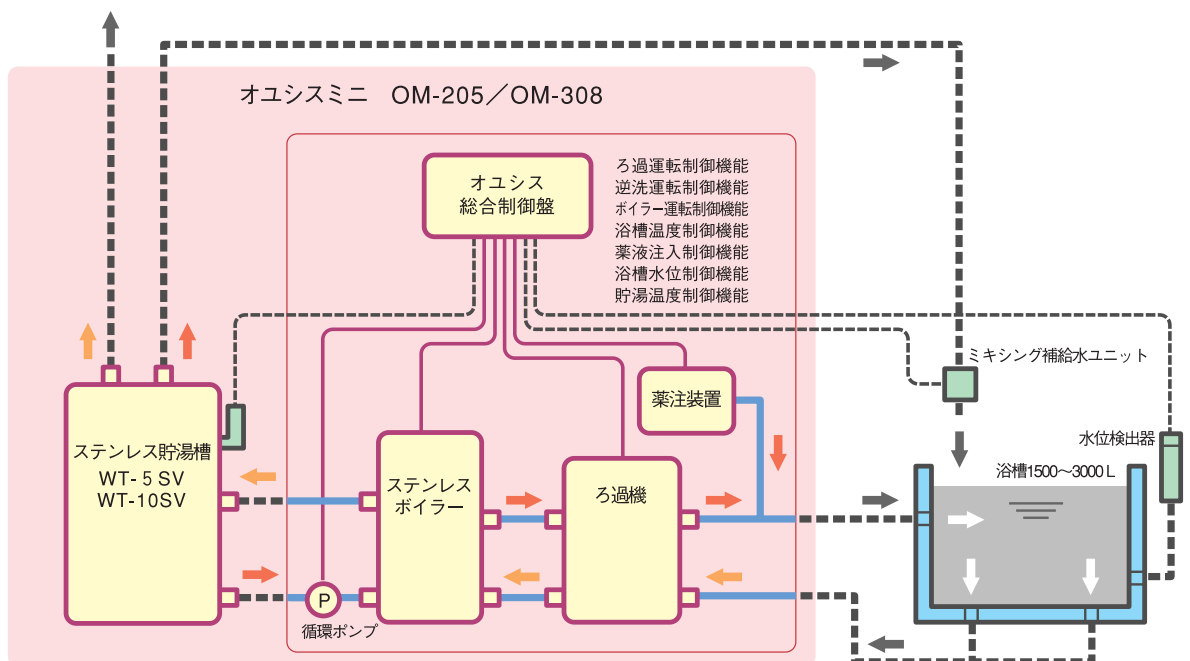 オユシスミニ OM-205／OM-308
オユシス
総合制御盤
ろ過運転制御機能
逆洗運転制御機能
ボイラー運転制御機能
浴槽温度制御機能
薬液注入制御機能
浴槽水位制御機能
貯湯温度制御機能
ミキシング補給水ユニット
薬注装置
水位検出器
ステンレス貯湯槽
WT-5SV
WT-10SV
ステンレス
ボイラー
ろ過機
浴槽1500～3000L
P
循環ポンプ